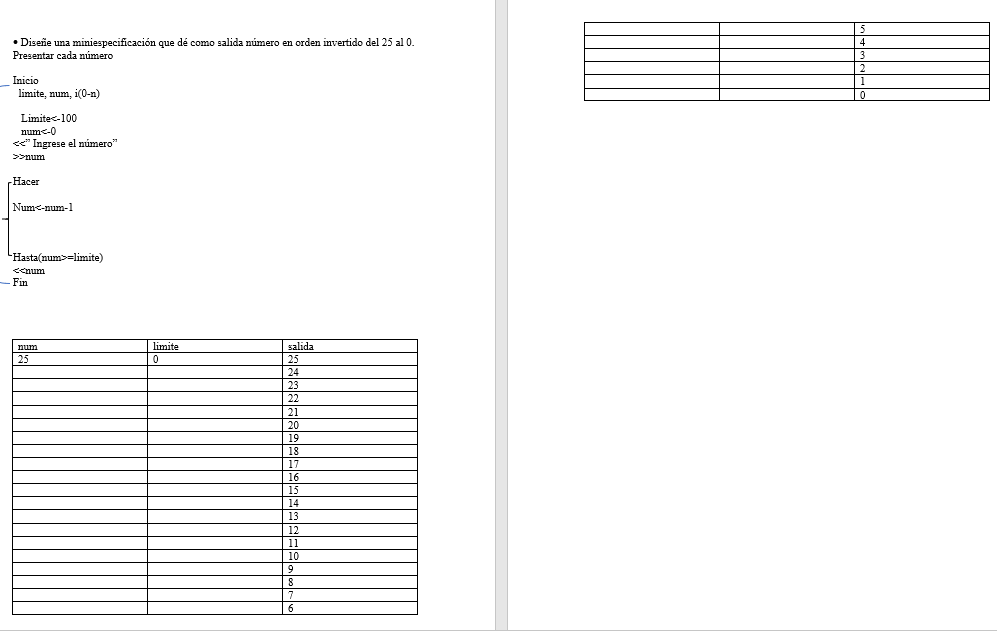 • Diseñe una miniespecificación que dé como salida número en orden invertido del 25 al 0.
Presentar cada número
Inicio
limite, num, i(0-n)
Limite<-100
num<-0
<<” Ingrese el número”
>>num
Hacer
Num<-num-1
Hasta(num>=limite)
<<num
Fin
num limite salida
25 0 25
24
23
22
21
20
19
18
17
16
15
14
13
12
11
10
9
8
7
6
5
4
3
2
1
0